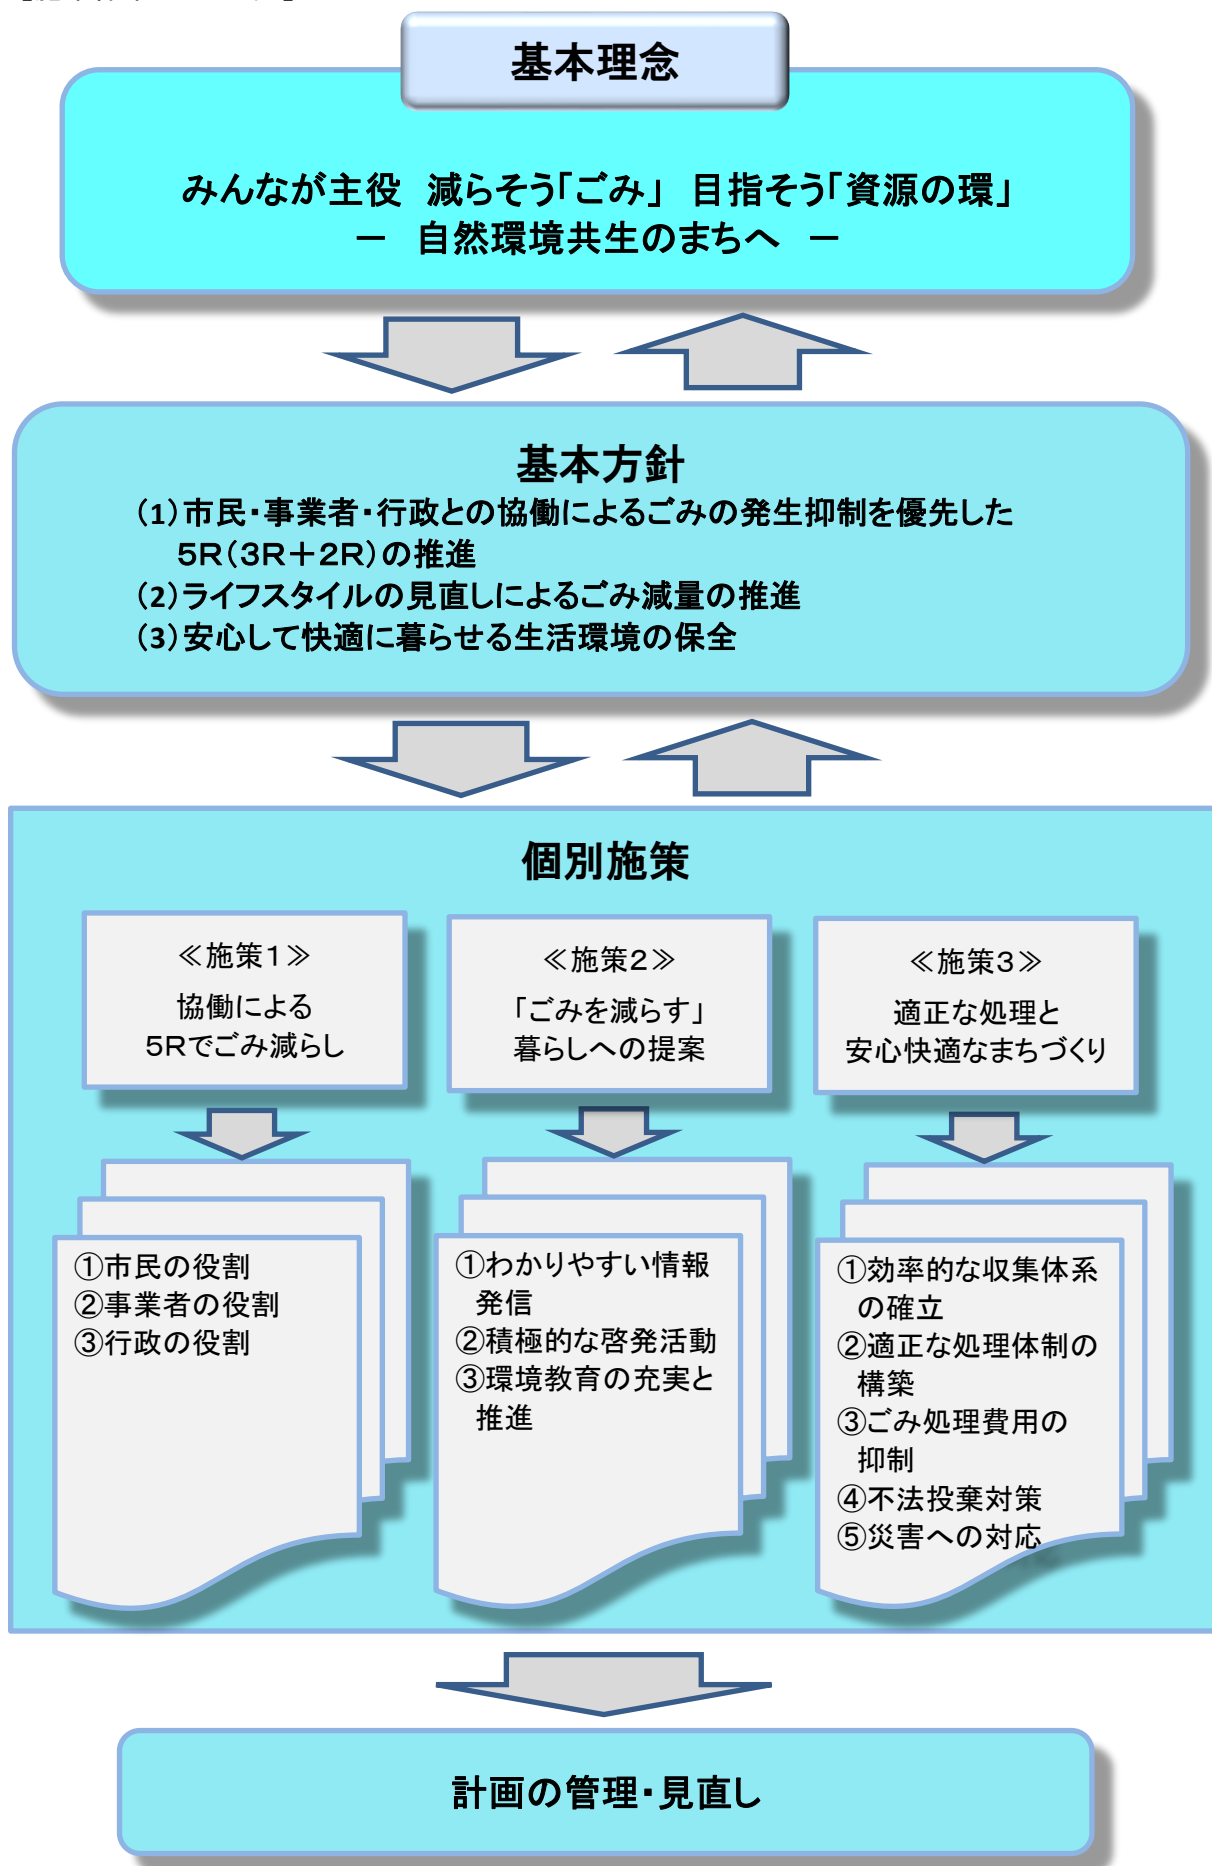 基本理念
みんなが主役 減らそう「ごみ」 目指そう「資源の環」
－ 自然環境共生のまちへ －
基本方針
(1)市民・事業者・行政との協働によるごみの発生抑制を優先した
5R(3R＋2R)の推進
(2)ライフスタイルの見直しによるごみ減量の推進
(3)安心して快適に暮らせる生活環境の保全
個別施策
≪施策1≫
協働による
5Rでごみ減らし
≪施策2≫
「ごみを減らす」
暮らしへの提案
≪施策3≫
適正な処理と
安心快適なまちづくり
①市民の役割
②事業者の役割
③行政の役割
①わかりやすい情報
発信
②積極的な啓発活動
③環境教育の充実と
推進
①効率的な収集体系
の確立
②適正な処理体制の
構築
③ごみ処理費用の
抑制
④不法投棄対策
⑤災害への対応
計画の管理・見直し